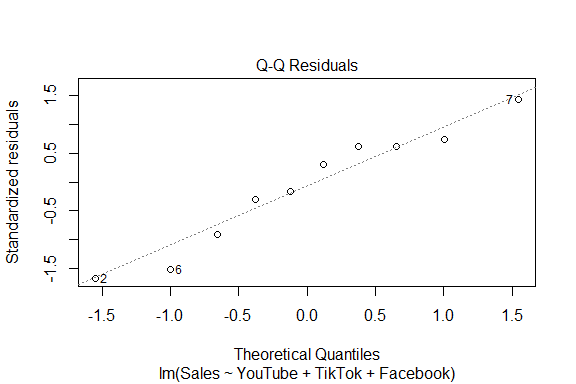 Q-Q Residuals
Standardized residuals
1.5
0.5
-0.5
-1.5
7
6
2
-1.5 -1.0 -0.5 0.0 0.5 1.0 1.5
Theoretical Quantiles
lm(Sales ~ YouTube + TikTok + Facebook)